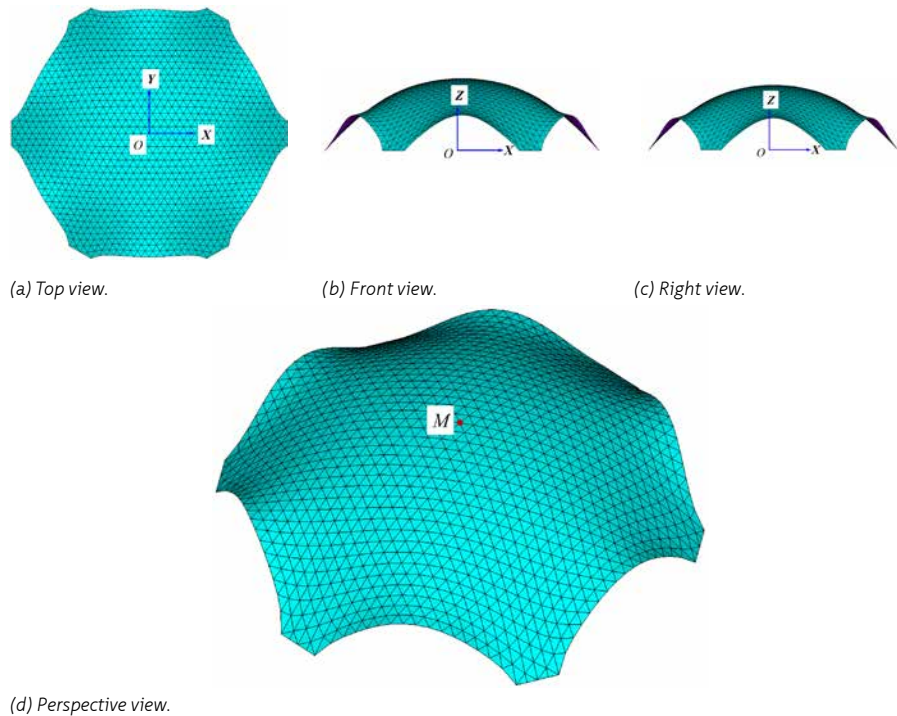 Y
O
X
Z
O
X
Z
O
X
(a) Top view.
(b) Front view.
(c) Right view.
M
(d) Perspective view.